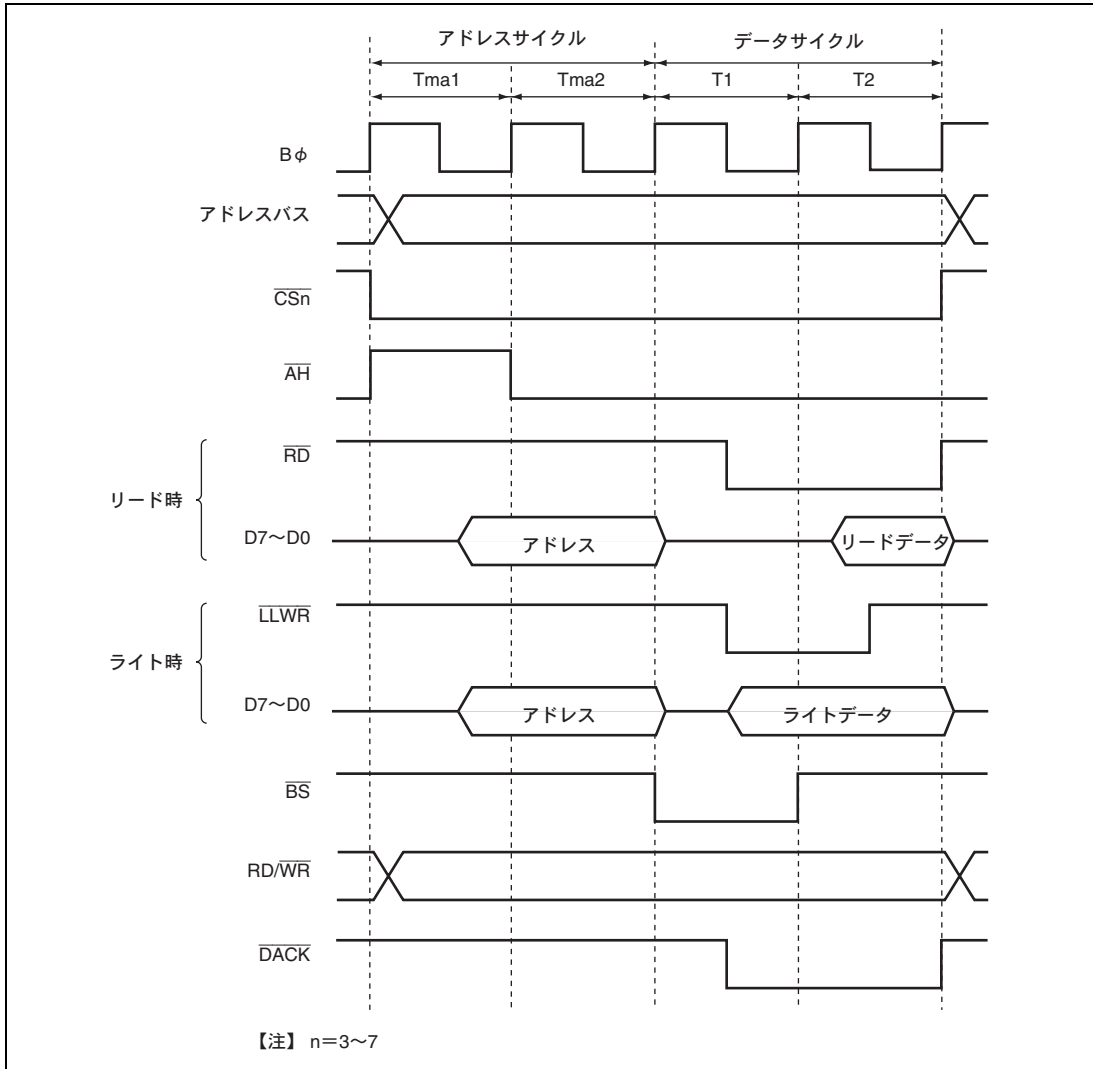 アドレスサイクル データサイクル
Tma1 Tma2 T1 T2
Bφ
アドレスバス
CSn
AH
RD
リード時
D7～D0 アドレス リードデータ
LLWR
ライト時
D7～D0 アドレス ライトデータ
BS
RD/WR
DACK
【注】 n＝3～7